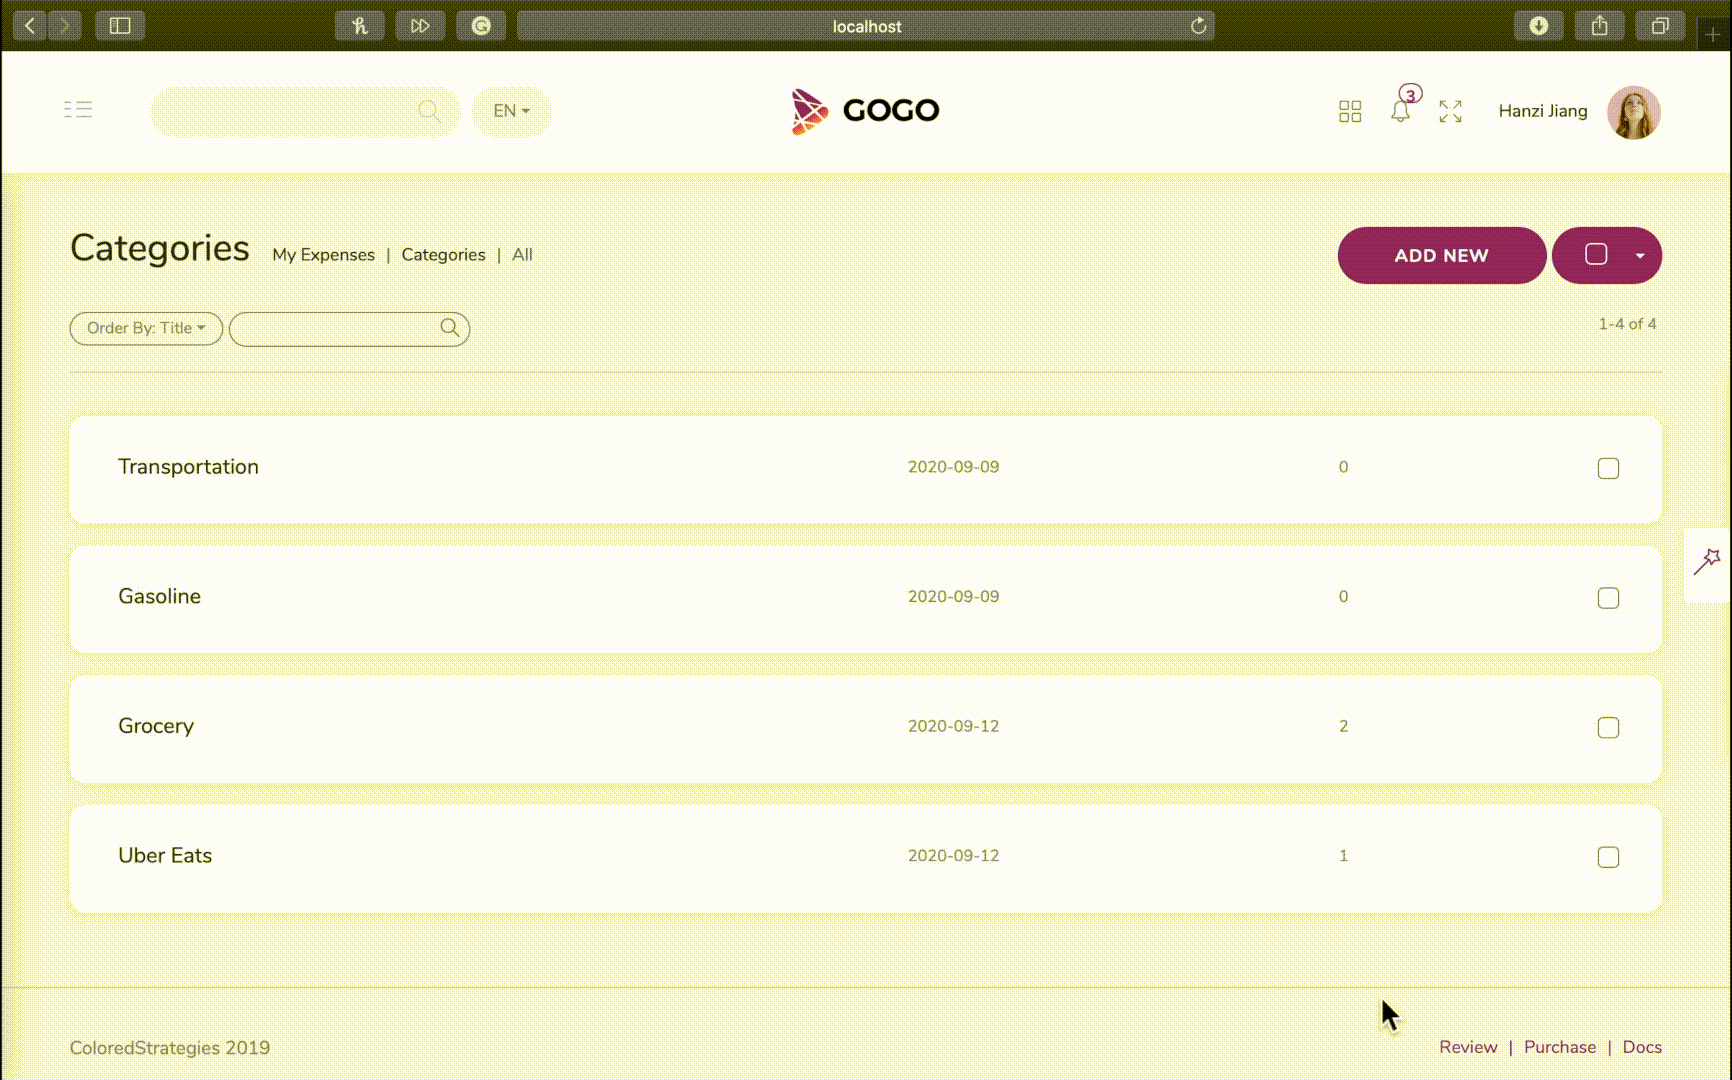 localhost
EN
GOGO
3
Hanzi Jiang
Categories My Expenses | Categories | All
ADD NEW
Order By: Title
1-4 of 4
Transportation 2020-09-09 0
Gasoline 2020-09-09 0
Grocery 2020-09-12 2
Uber Eats 2020-09-12 1
ColoredStrategies 2019
Review | Purchase | Docs